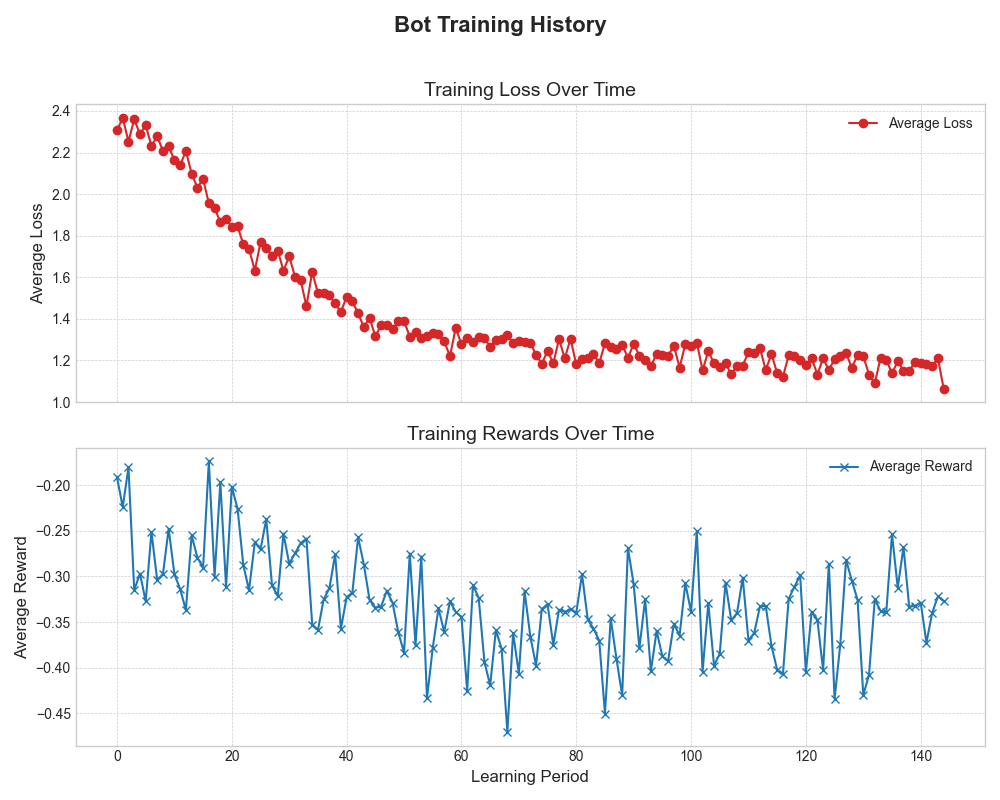 Bot Training History
Training Loss Over Time
Average Loss
2.4
2.2
2.0
1.8
1.6
1.4
1.2
1.0
Average Loss
Training Rewards Over Time
Average Reward
−0.20
−0.25
−0.30
−0.35
−0.40
−0.45
Average Reward
0 20 40 60 80 100 120 140
Learning Period